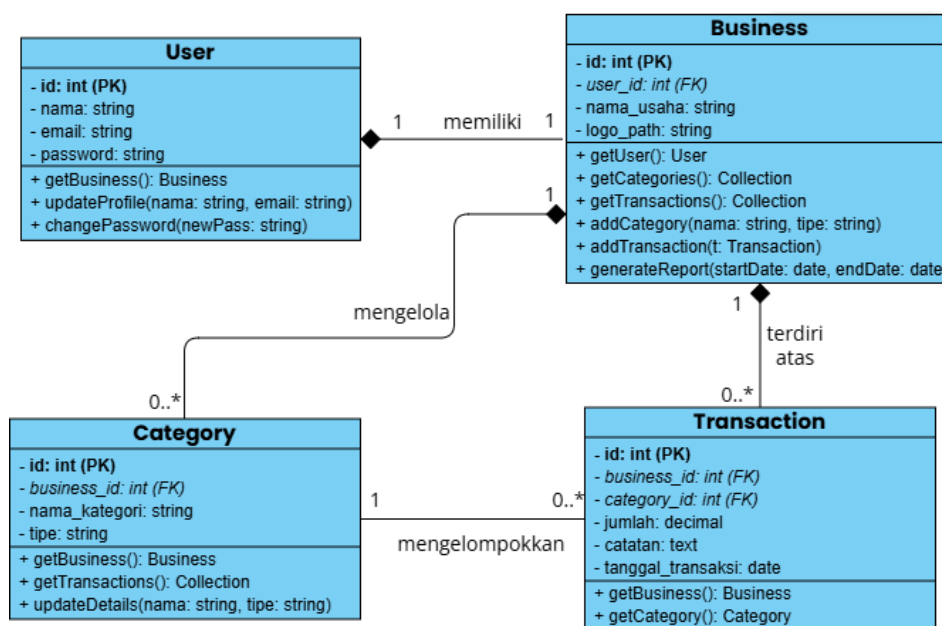 User
- id: int (PK)
- nama: string
- email: string
- password: string
+ getBusiness(): Business
+ updateProfile(nama: string, email: string)
+ changePassword(newPass: string)
1
memiliki
1
Business
- id: int (PK)
- user_id: int (FK)
- nama_usaha: string
- logo_path: string
+ getUser(): User
+ getCategories(): Collection
+ getTransactions(): Collection
+ addCategory(nama: string, tipe: string)
+ addTransaction(t: Transaction)
+ generateReport(startDate: date, endDate: date
1
mengelola
0..*
1
terdiri
atas
0..*
Category
- id: int (PK)
- business_id: int (FK)
- nama_kategori: string
- tipe: string
+ getBusiness(): Business
+ getTransactions(): Collection
+ updateDetails(nama: string, tipe: string)
1
mengelompokkan
0..*
Transaction
- id: int (PK)
- business_id: int (FK)
- category_id: int (FK)
- jumlah: decimal
- catatan: text
- tanggal_transaksi: date
+ getBusiness(): Business
+ getCategory(): Category